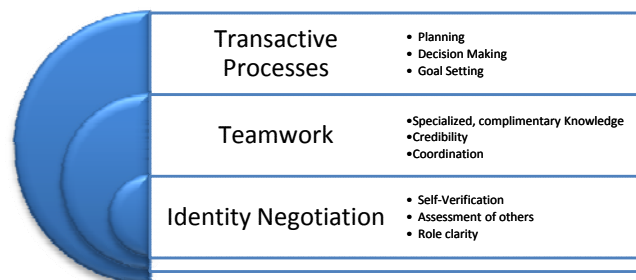 Transactive
Processes
• Planning
• Decision Making
• Goal Setting
Teamwork
•Specialized, complimentary Knowledge
•Credibility
•Coordination
Identity Negotiation
• Self-Verification
• Assessment of others
• Role clarity